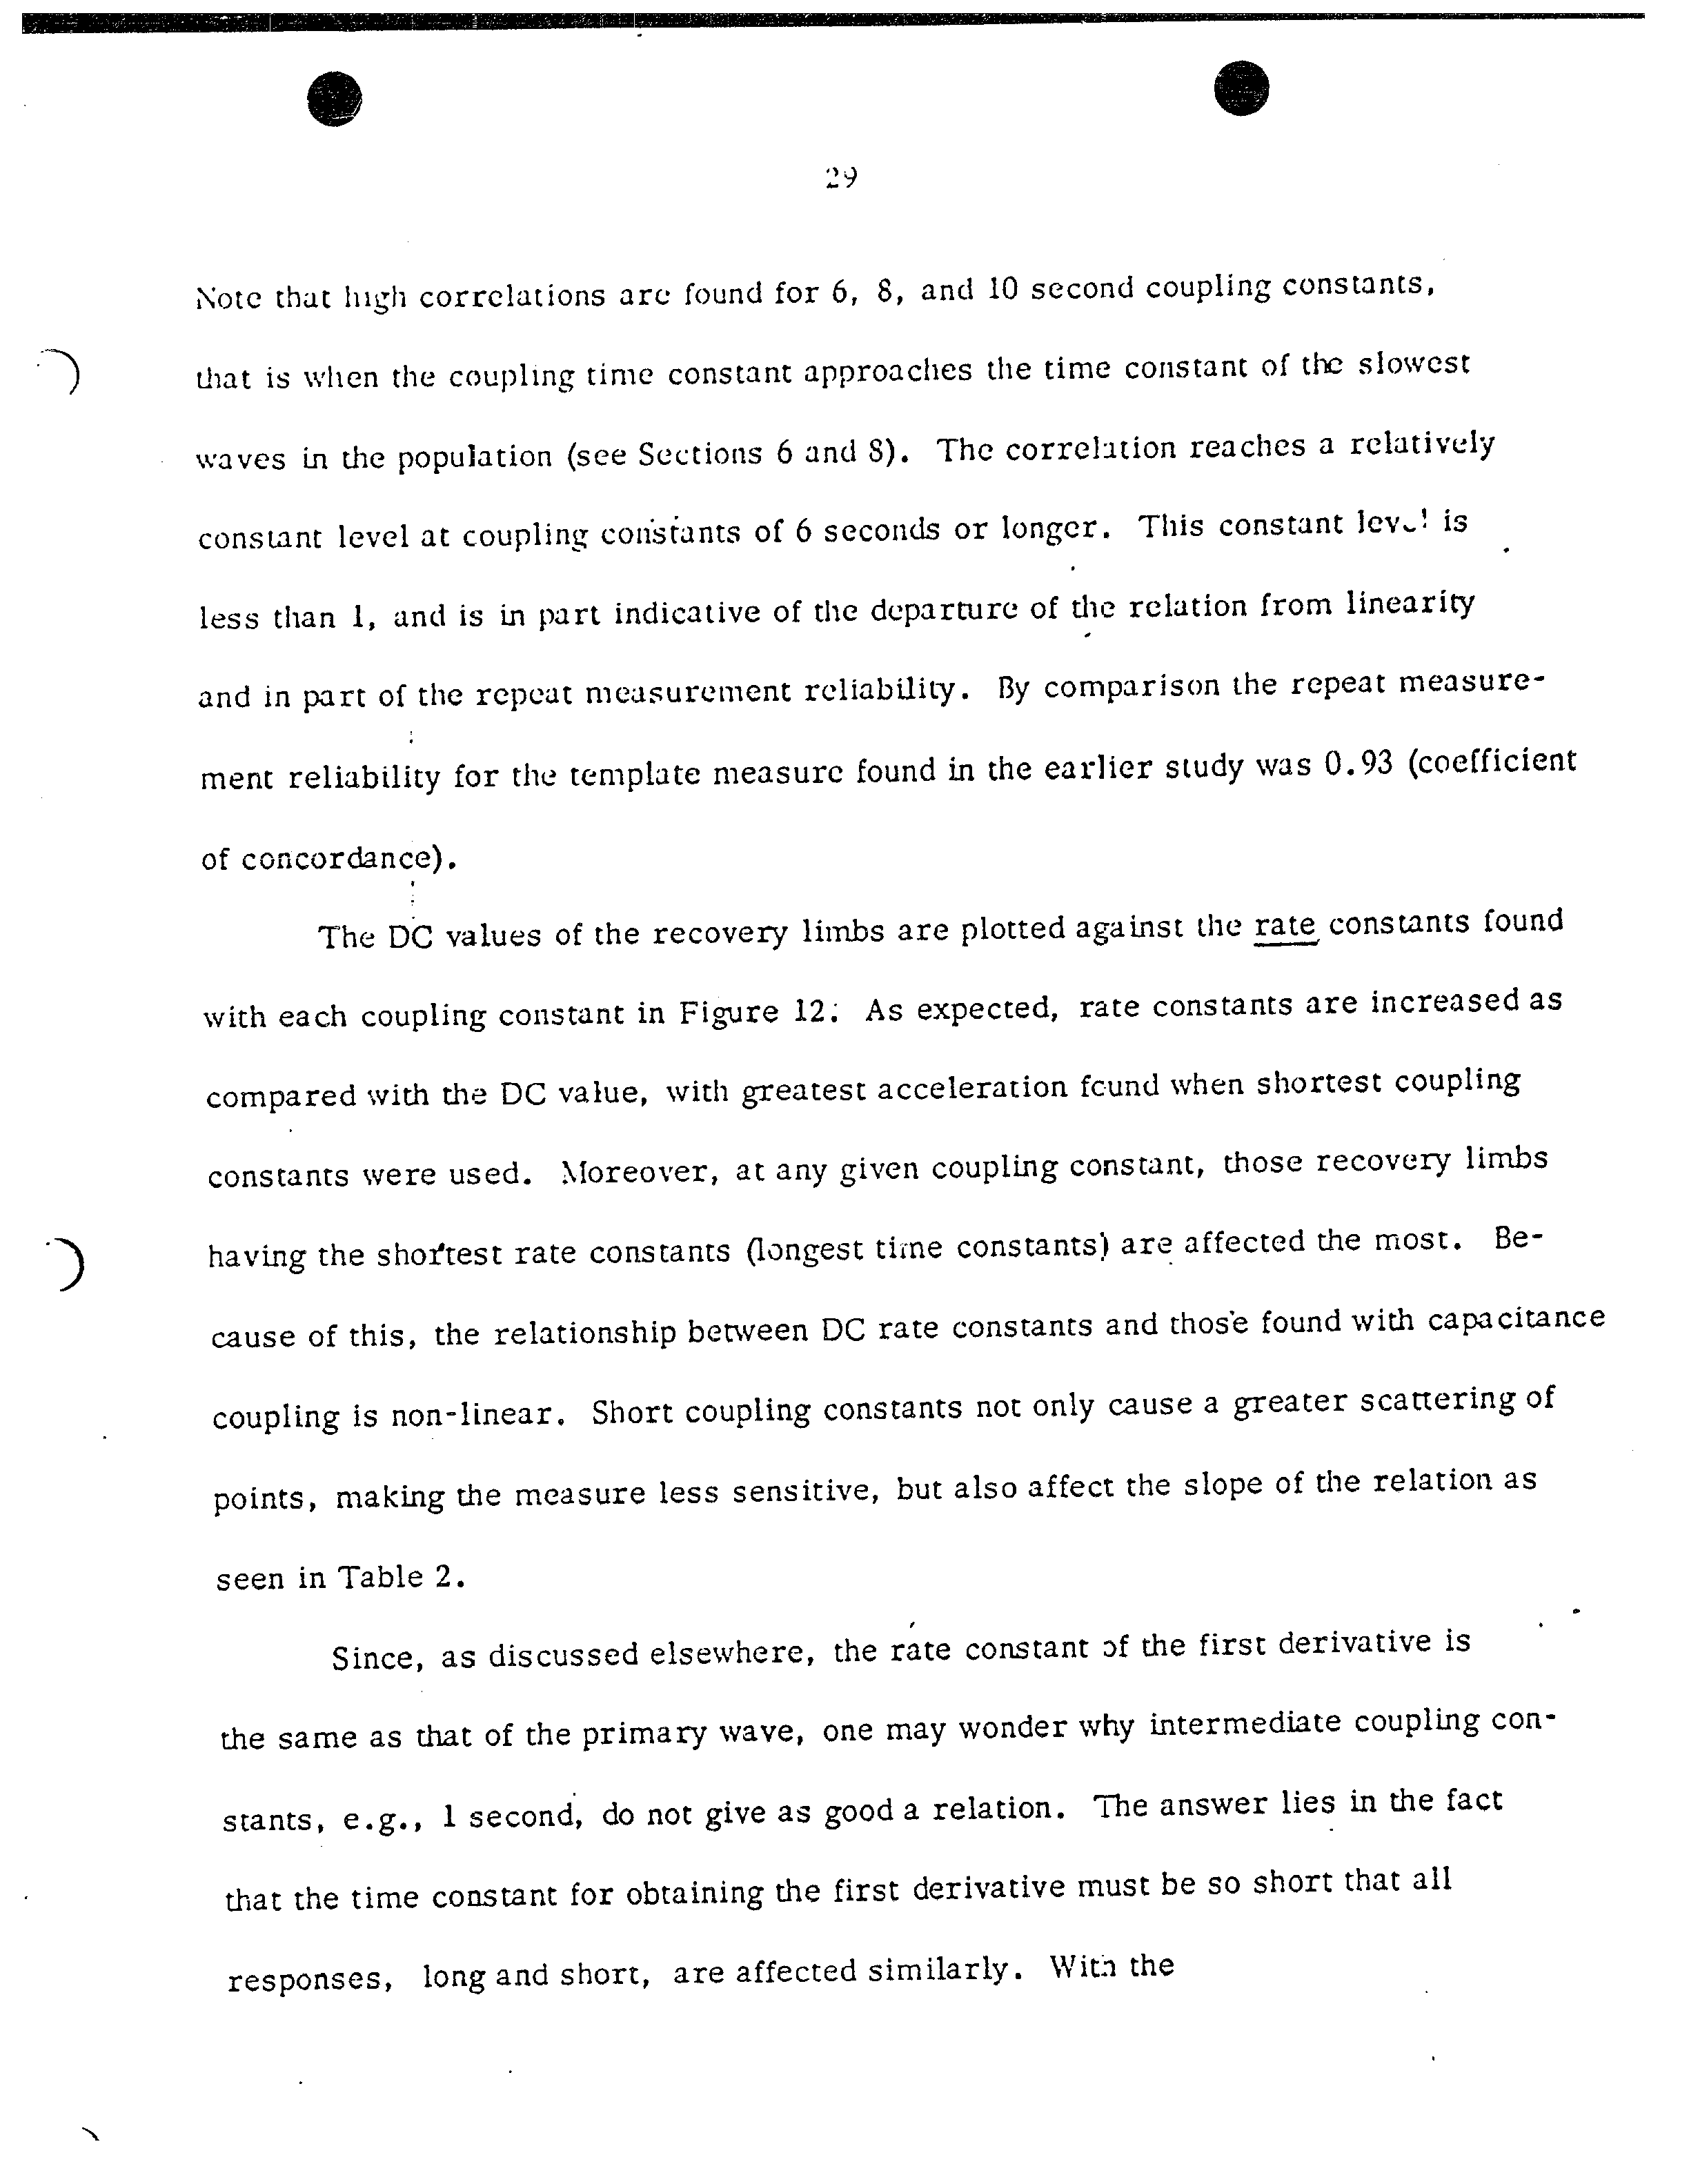 29
Note that high correlations are found for 6, 8, and 10 second coupling constants,
that is when the coupling time constant approaches the time constant of the slowest
waves in the population (see Sections 6 and 8). The correlation reaches a relatively
constant level at coupling constants of 6 seconds or longer. This constant level is
less than 1, and is in part indicative of the departure of the relation from linearity
and in part of the repeat measurement reliability. By comparison the repeat measure-
ment reliability for the template measure found in the earlier study was 0.93 (coefficient
of concordance).
The DC values of the recovery limbs are plotted against the rate constants found
with each coupling constant in Figure 12. As expected, rate constants are increased as
compared with the DC value, with greatest acceleration found when shortest coupling
constants were used. Moreover, at any given coupling constant, those recovery limbs
having the shortest rate constants (longest time constants) are affected the most. Be-
cause of this, the relationship between DC rate constants and those found with capacitance
coupling is non-linear. Short coupling constants not only cause a greater scattering of
points, making the measure less sensitive, but also affect the slope of the relation as
seen in Table 2.
Since, as discussed elsewhere, the rate constant of the first derivative is
the same as that of the primary wave, one may wonder why intermediate coupling con-
stants, e.g., 1 second, do not give as good a relation. The answer lies in the fact
that the time constant for obtaining the first derivative must be so short that all
responses, long and short, are affected similarly. With the